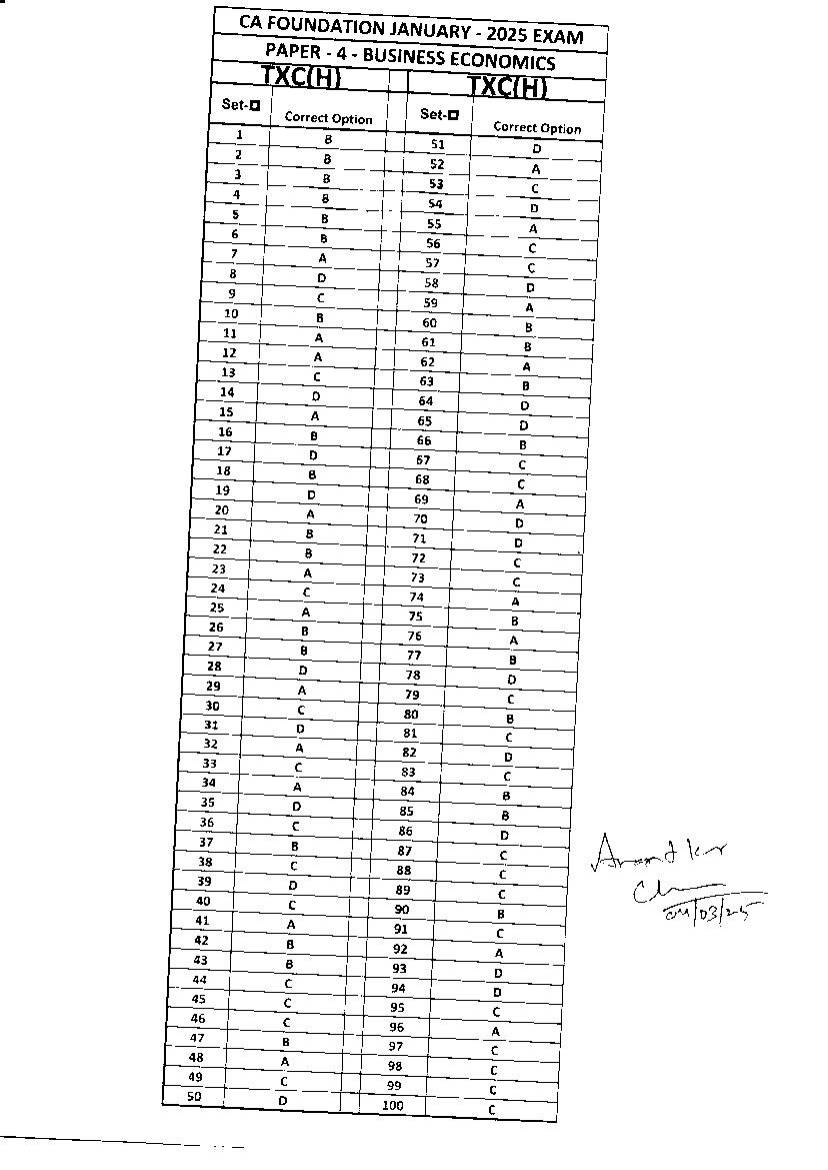 CA FOUNDATION JANUARY - 2025 EXAM
PAPER - 4 - BUSINESS ECONOMICS
TXC(H) TXC(H)
Set- Correct Option Set- Correct Option
1 B 51 D
2 B 52 A
3 B 53 C
4 B 54 D
5 B 55 A
6 B 56 C
7 A 57 C
8 D 58 D
9 C 59 A
10 B 60 B
11 A 61 B
12 A 62 A
13 C 63 B
14 D 64 D
15 A 65 D
16 B 66 B
17 D 67 C
18 B 68 C
19 D 69 A
20 A 70 D
21 B 71 D
22 B 72 C
23 A 73 C
24 C 74 A
25 A 75 B
26 B 76 A
27 B 77 B
28 D 78 D
29 A 79 C
30 C 80 B
31 D 81 C
32 A 82 D
33 C 83 C
34 A 84 B
35 D 85 B
36 C 86 D
37 B 87 C
38 C 88 C
39 D 89 C
40 C 90 B
41 A 91 C
42 B 92 A
43 B 93 D
44 C 94 D
45 C 95 C
46 C 96 A
47 B 97 C
48 A 98 C
49 C 99 C
50 D 100 C
04/03/25